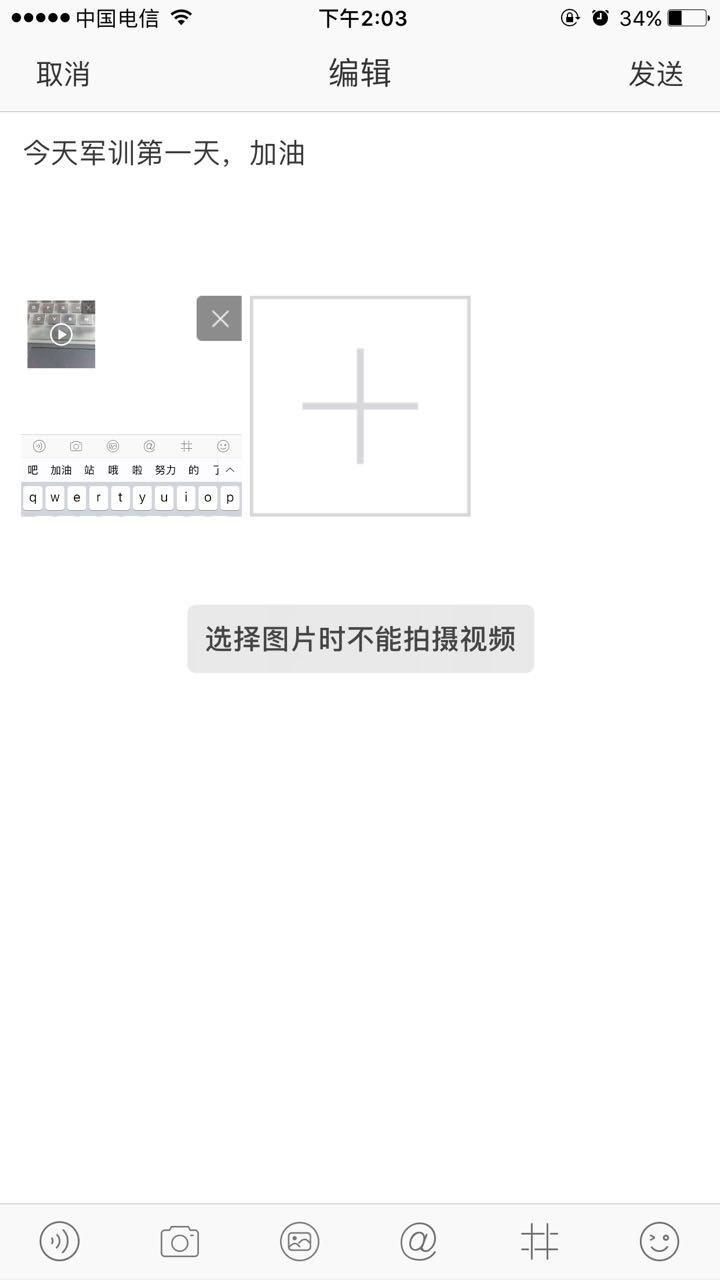 中国电信 下午2:03 34%
取消 编辑 发送
今天军训第一天，加油
吧 加油 站 哦 啦 努力 的
q w e r t y u i o p
选择图片时不能拍摄视频